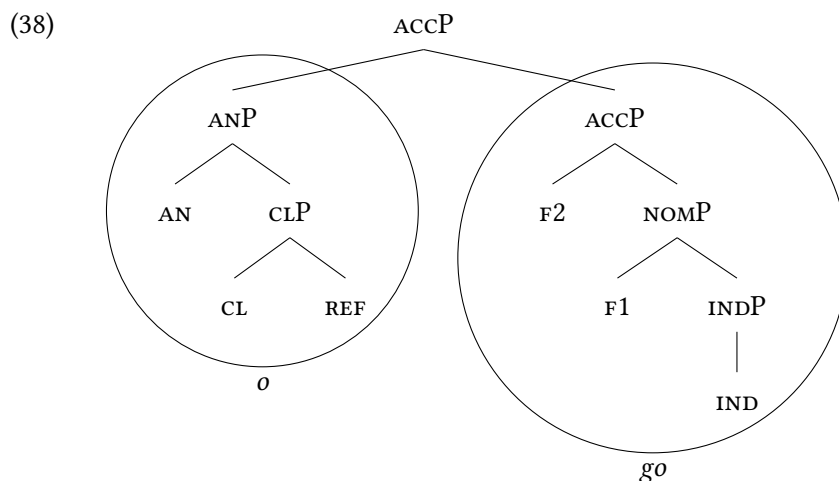 (38) ACCP
ANP ACCP
AN CLP F2 NOMP
CL REF F1 INDP
o IND
go